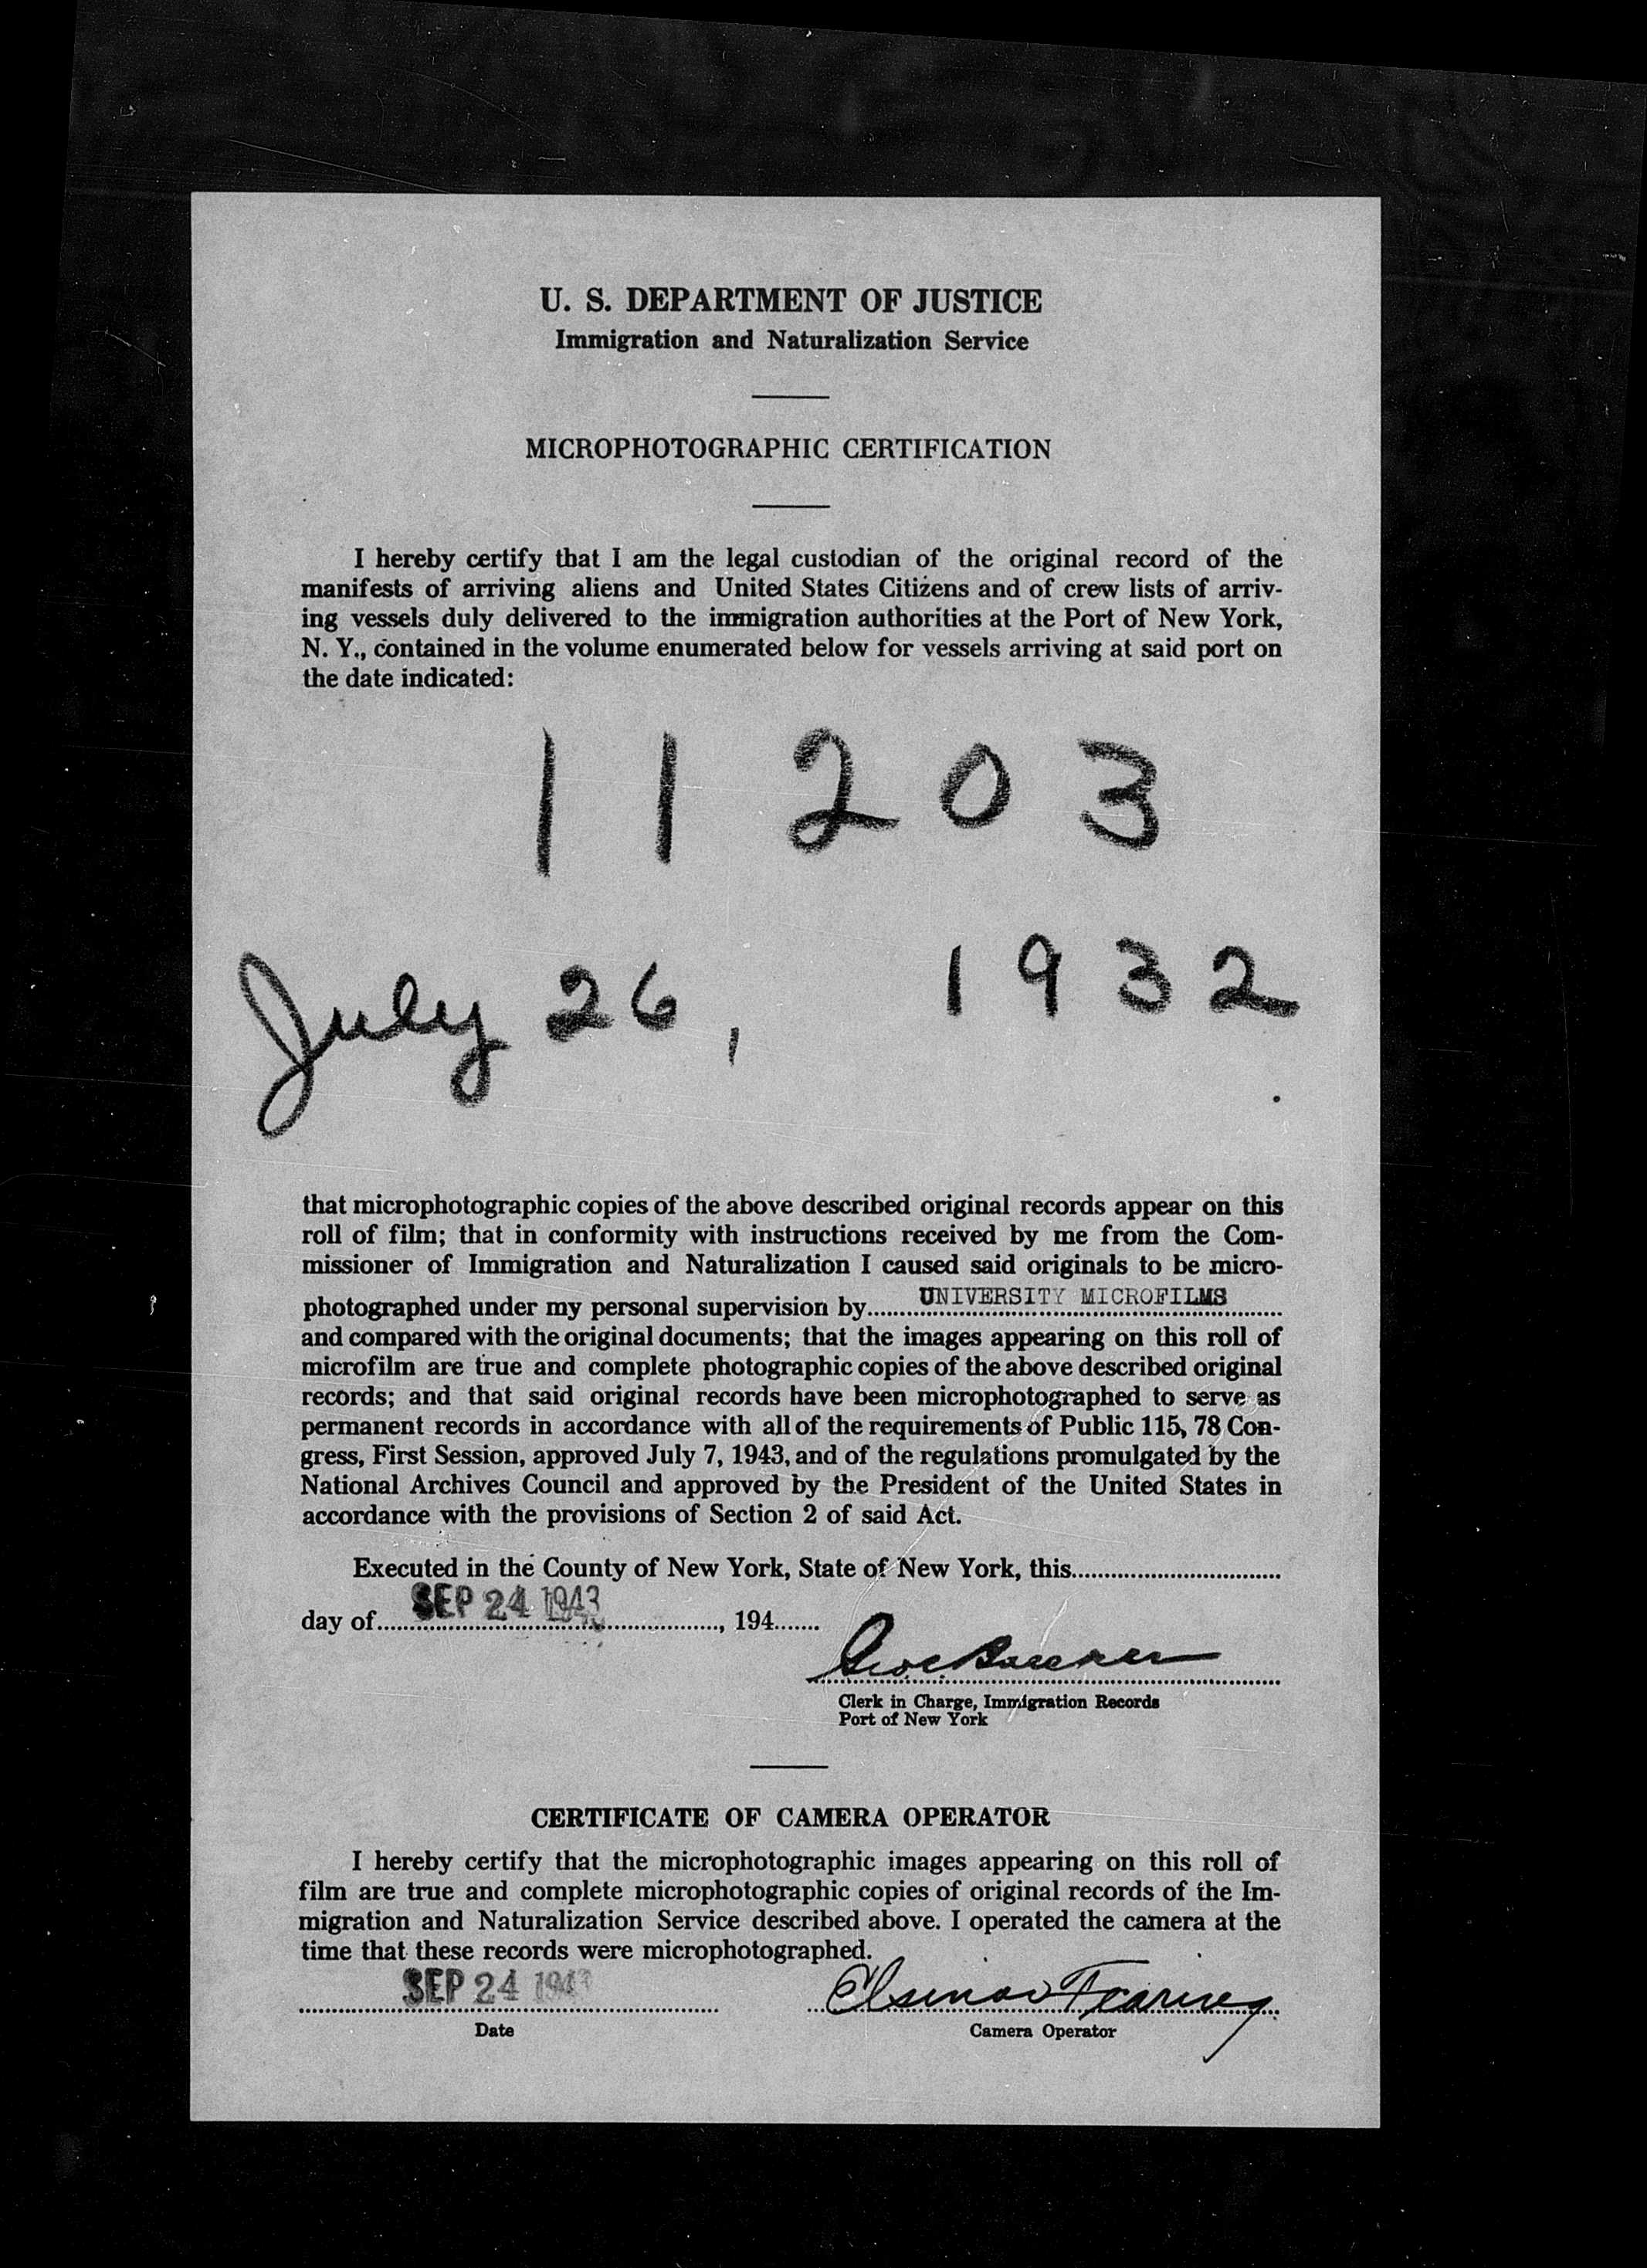 U. S. DEPARTMENT OF JUSTICE
Immigration and Naturalization Service
MICROPHOTOGRAPHIC CERTIFICATION
I hereby certify that I am the legal custodian of the original record of the
manifests of arriving aliens and United States Citizens and of crew lists of arriv-
ing vessels duly delivered to the immigration authorities at the Port of New York,
N. Y., contained in the volume enumerated below for vessels arriving at said port on
the date indicated:
11203
July 26, 1932
that microphotographic copies of the above described original records appear on this
roll of film; that in conformity with instructions received by me from the Com-
missioner of Immigration and Naturalization I caused said originals to be micro-
photographed under my personal supervision by UNIVERSITY MICROFILMS
and compared with the original documents; that the images appearing on this roll of
microfilm are true and complete photographic copies of the above described original
records; and that said original records have been microphotographed to serve as
permanent records in accordance with all of the requirements of Public 115, 78 Con-
gress, First Session, approved July 7, 1943, and of the regulations promulgated by the
National Archives Council and approved by the President of the United States in
accordance with the provisions of Section 2 of said Act.
Executed in the County of New York, State of New York, this
day of SEP 24 1943, 194
Clerk in Charge, Immigration Records
Port of New York
CERTIFICATE OF CAMERA OPERATOR
I hereby certify that the microphotographic images appearing on this roll of
film are true and complete microphotographic copies of original records of the Im-
migration and Naturalization Service described above. I operated the camera at the
time that these records were microphotographed.
SEP 24 1943
Date
Camera Operator